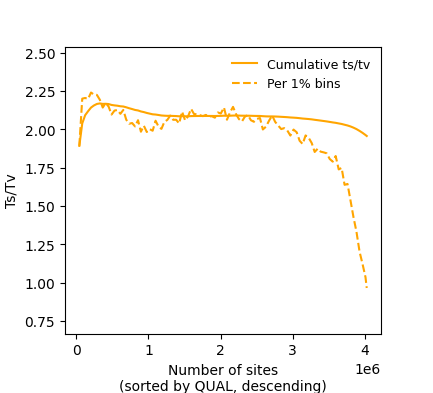 2.50
2.25
2.00
1.75
1.50
1.25
1.00
0.75
Ts/Tv
Cumulative ts/tv
Per 1% bins
0 1 2 3 4
1e6
Number of sites
(sorted by QUAL, descending)